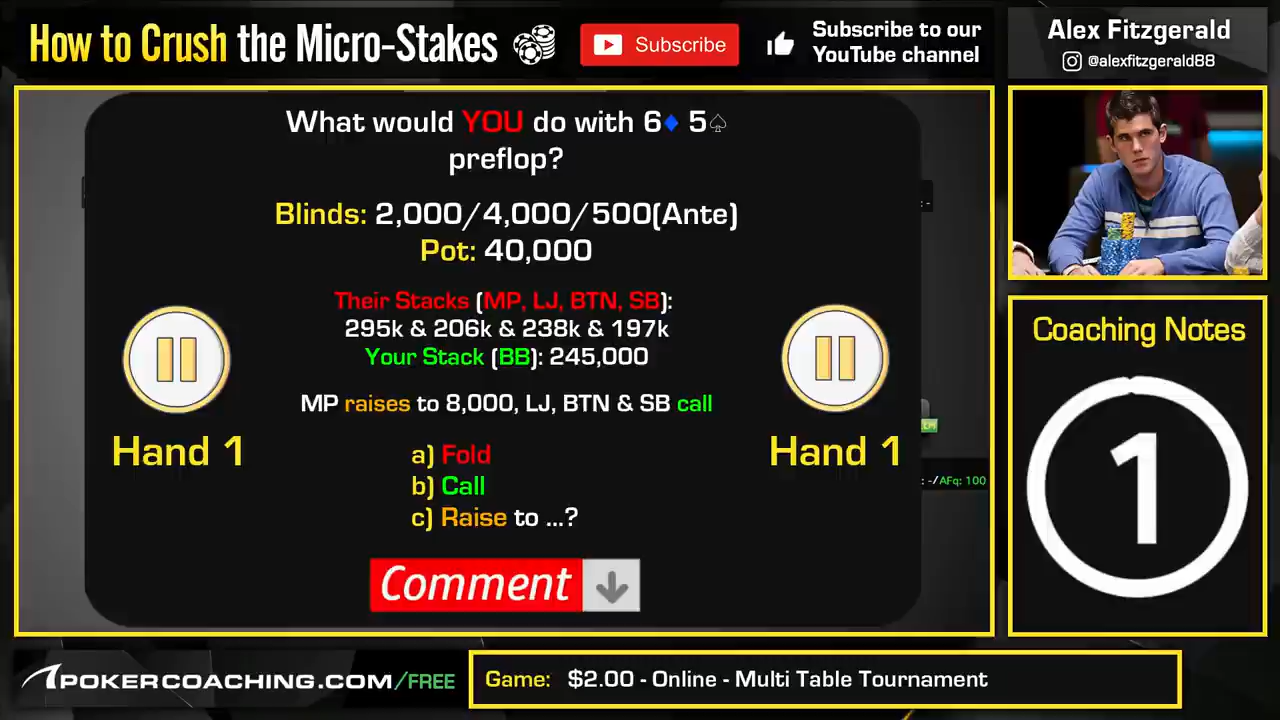 How to Crush the Micro-Stakes
Subscribe
Subscribe to our
YouTube channel
Alex Fitzgerald
@alexfitzgerald88
What would YOU do with 6♦ 5♤
preflop?
Blinds: 2,000/4,000/500(Ante)
Pot: 40,000
Their Stacks (MP, LJ, BTN, SB):
295k & 206k & 238k & 197k
Your Stack (BB): 245,000
MP raises to 8,000, LJ, BTN & SB call
a) Fold
b) Call
c) Raise to ...?
Comment
Hand 1
Hand 1
: -/AFq: 100
Coaching Notes
1
POKERCOACHING.COM/FREE
Game: $2.00 - Online - Multi Table Tournament